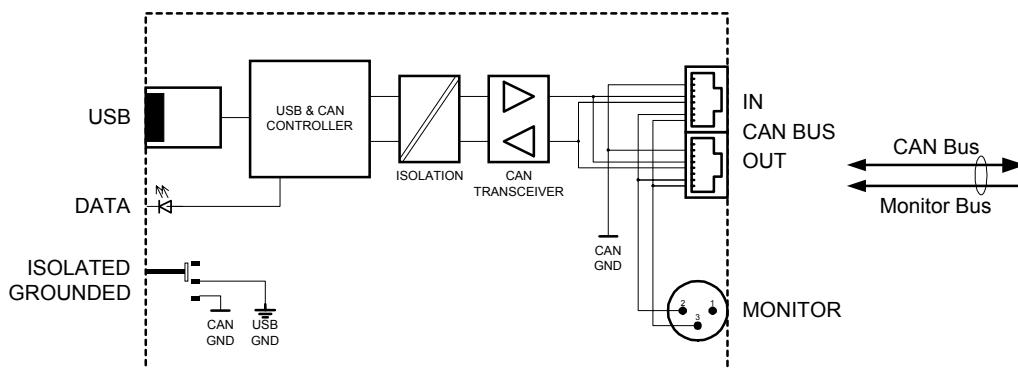 USB
USB & CAN
CONTROLLER
ISOLATION
CAN
TRANSCEIVER
IN
CAN BUS
OUT
CAN Bus
Monitor Bus
DATA
ISOLATED
GROUNDED
CAN
GND
USB
GND
CAN
GND
2
1
3
MONITOR